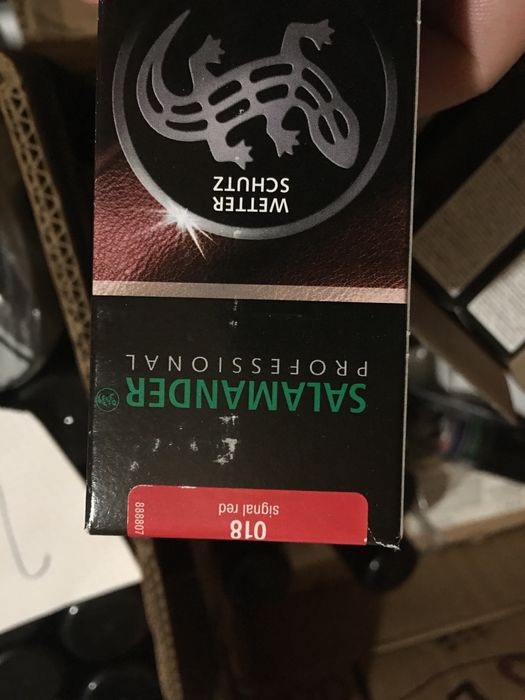 018
signal red
888807
SALAMANDER
PROFESSIONAL
WETTER
SCHUTZ